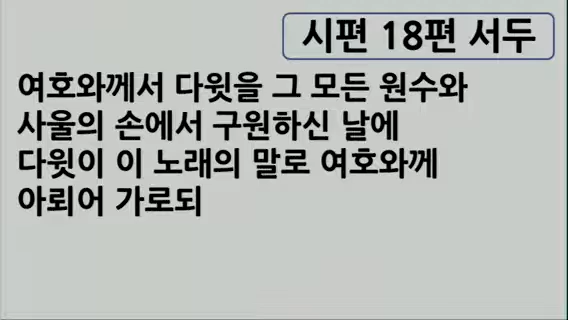 시편 18편 서두
여호와께서 다윗을 그 모든 원수와
사울의 손에서 구원하신 날에
다윗이 이 노래의 말로 여호와께
아뢰어 가로되